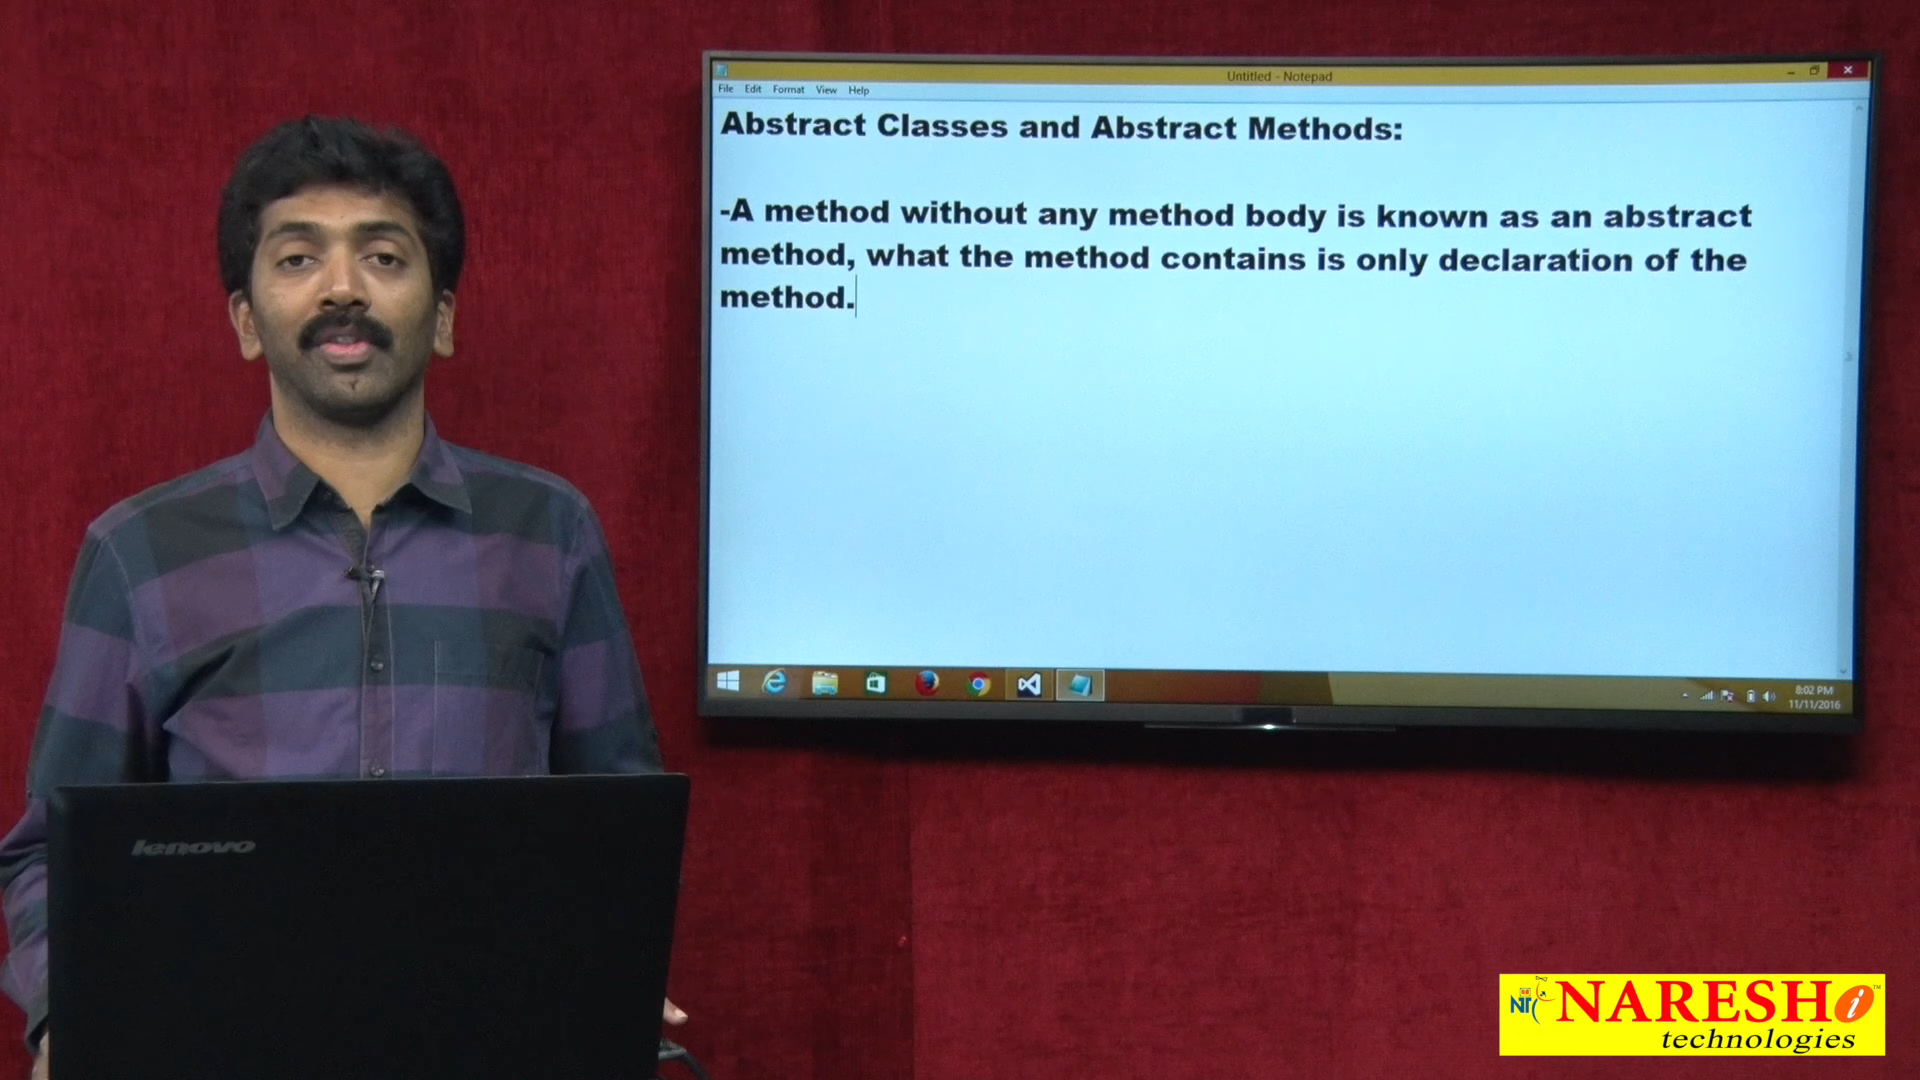 Untitled - Notepad
File Edit Format View Help
Abstract Classes and Abstract Methods:
-A method without any method body is known as an abstract
method, what the method contains is only declaration of the
method.
8:02 PM
11/11/2016
lenovo
NT NARESH i ™
technologies